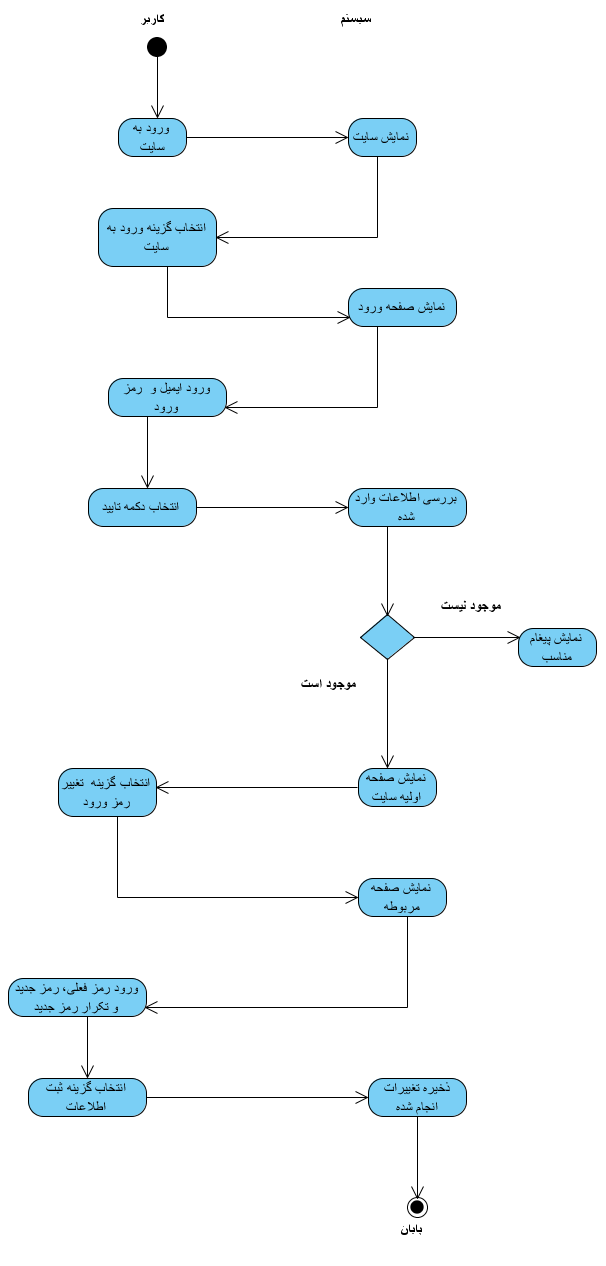 کاربر
سیستم
ورود به
سایت
نمایش سایت
انتخاب گزینه ورود به
سایت
نمایش صفحه ورود
ورود ایمیل و رمز
ورود
انتخاب دکمه تایید
بررسی اطلاعات وارد
شده
موجود نیست
نمایش پیغام
مناسب
موجود است
نمایش صفحه
اولیه سایت
انتخاب گزینه تغییر
رمز ورود
نمایش صفحه
مربوطه
ورود رمز فعلی، رمز جدید
و تکرار رمز جدید
انتخاب گزینه ثبت
اطلاعات
ذخیره تغییرات
انجام شده
پایان